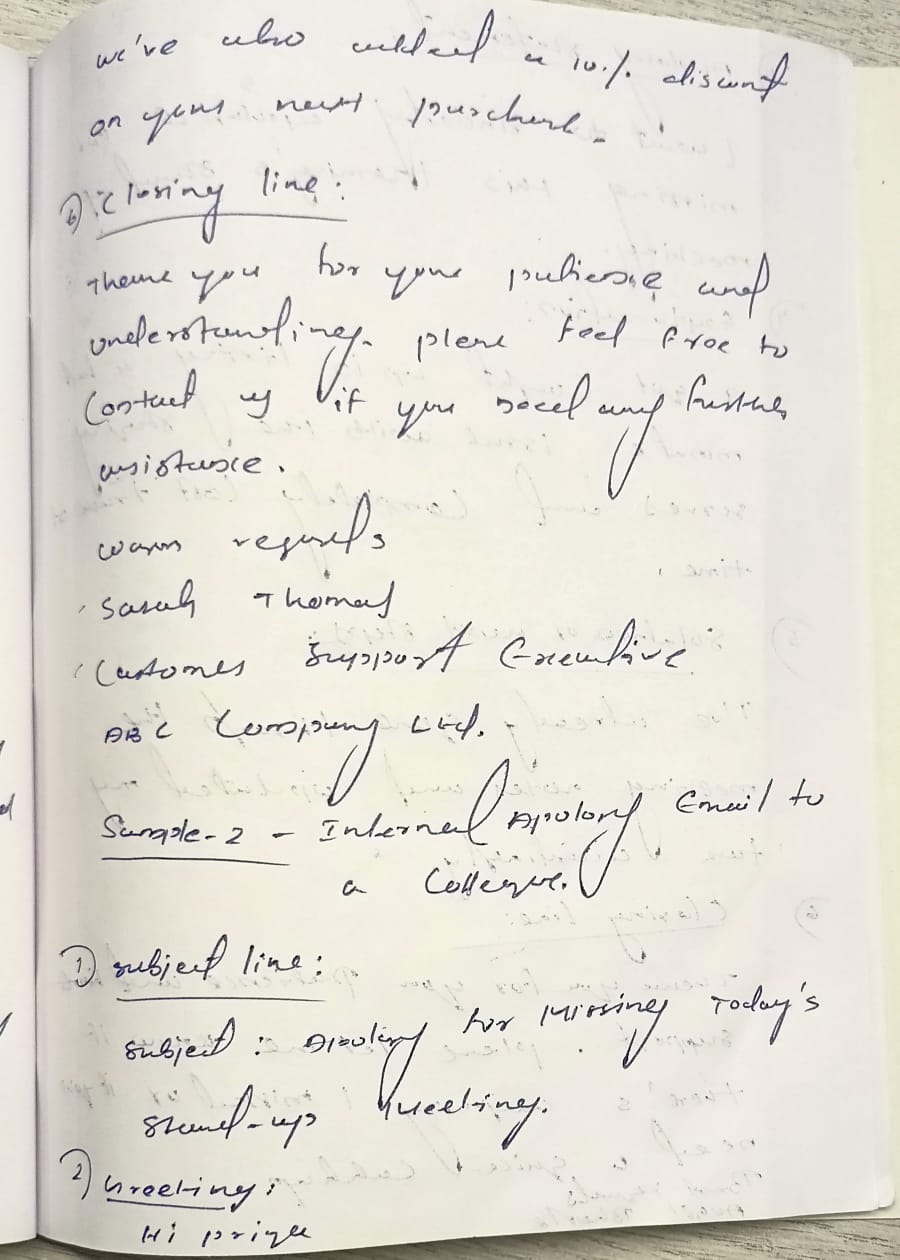 we've also added a 10% discount
on your next purchase.
6) Closing line:
Thank you for your patience and
understanding. please feel free to
Contact us if you need any further
assistance.
warm regards
Sarah Thomas
Customer Support Executive
ABC Company Ltd.
Sample-2 - Internal Apology Email to
a Colleague.
1) subject line:
subject: Apology for Missing Today's
stand-up Meeting.
2) Greeting:
Hi priya